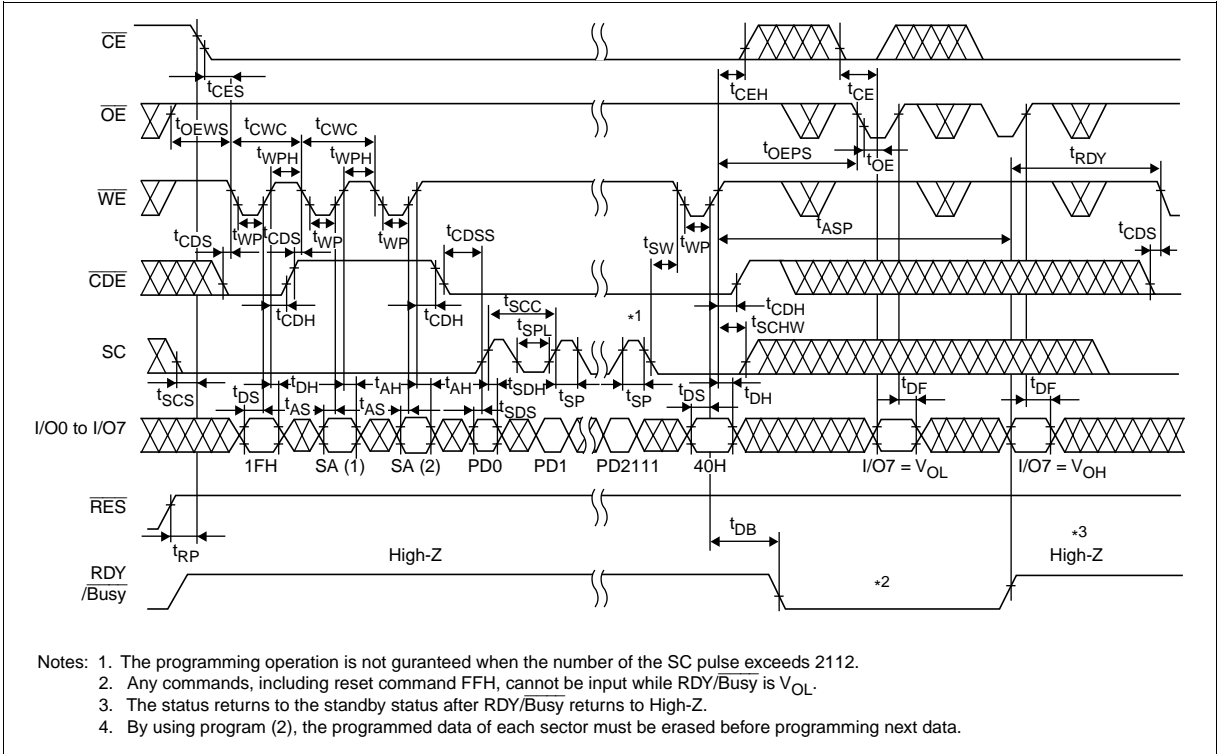 CE
tCES
tCEH
tCE
OE
tOEWS
tCWC
tCWC
tWPH
tWPH
tOEPS
tOE
tRDY
WE
tCDS
tWP
tCDS
tWP
tWP
tCDSS
tSW
tWP
tASP
tCDS
CDE
tCDH
tCDH
tSCC
tSPL
*1
tCDH
tSCHW
SC
tSCS
tDS
tDH
tAS
tAH
tAS
tAH
tSDH
tSDS
tSP
tSP
tDS
tDH
tDF
tDF
I/O0 to I/O7
1FH
SA (1)
SA (2)
PD0
PD1
PD2111
40H
I/O7 = VOL
I/O7 = VOH
RES
tRP
High-Z
tDB
*3
High-Z
RDY
/Busy
*2
Notes: 1. The programming operation is not guranteed when the number of the SC pulse exceeds 2112.
2. Any commands, including reset command FFH, cannot be input while RDY/Busy is VOL.
3. The status returns to the standby status after RDY/Busy returns to High-Z.
4. By using program (2), the programmed data of each sector must be erased before programming next data.